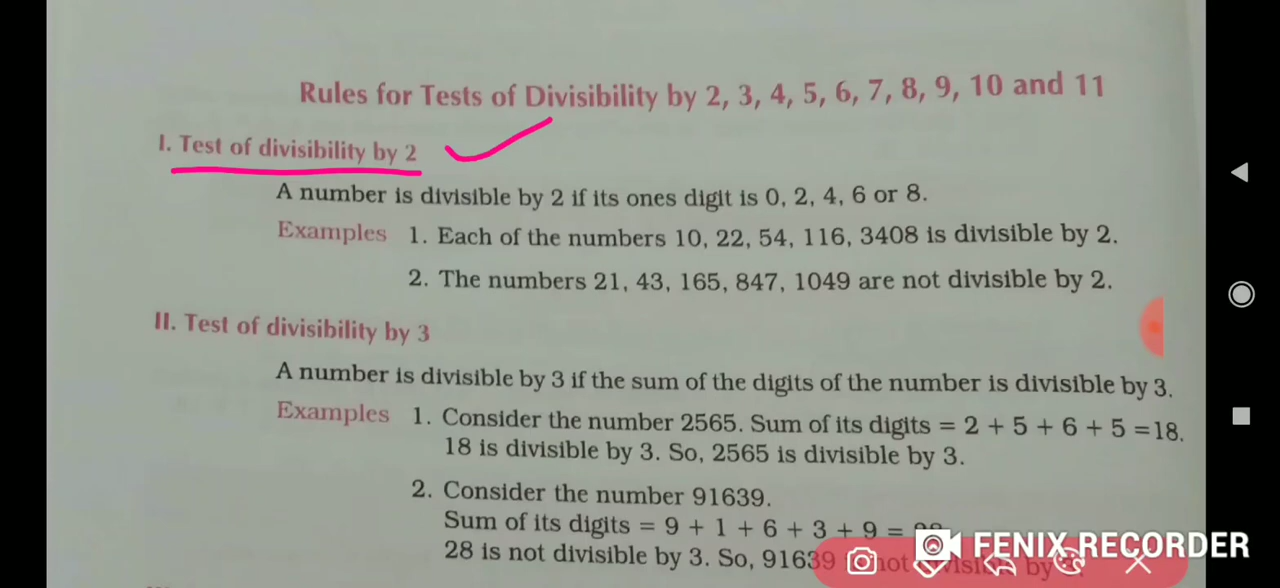 Rules for Tests of Divisibility by 2, 3, 4, 5, 6, 7, 8, 9, 10 and 11
I. Test of divisibility by 2
A number is divisible by 2 if its ones digit is 0, 2, 4, 6 or 8.
Examples 1. Each of the numbers 10, 22, 54, 116, 3408 is divisible by 2.
2. The numbers 21, 43, 165, 847, 1049 are not divisible by 2.
II. Test of divisibility by 3
A number is divisible by 3 if the sum of the digits of the number is divisible by 3.
Examples 1. Consider the number 2565. Sum of its digits = 2 + 5 + 6 + 5 =18.
18 is divisible by 3. So, 2565 is divisible by 3.
2. Consider the number 91639.
Sum of its digits = 9 + 1 + 6 + 3 + 9 =
28 is not divisible by 3. So, 91639 not by
FENIX RECORDER